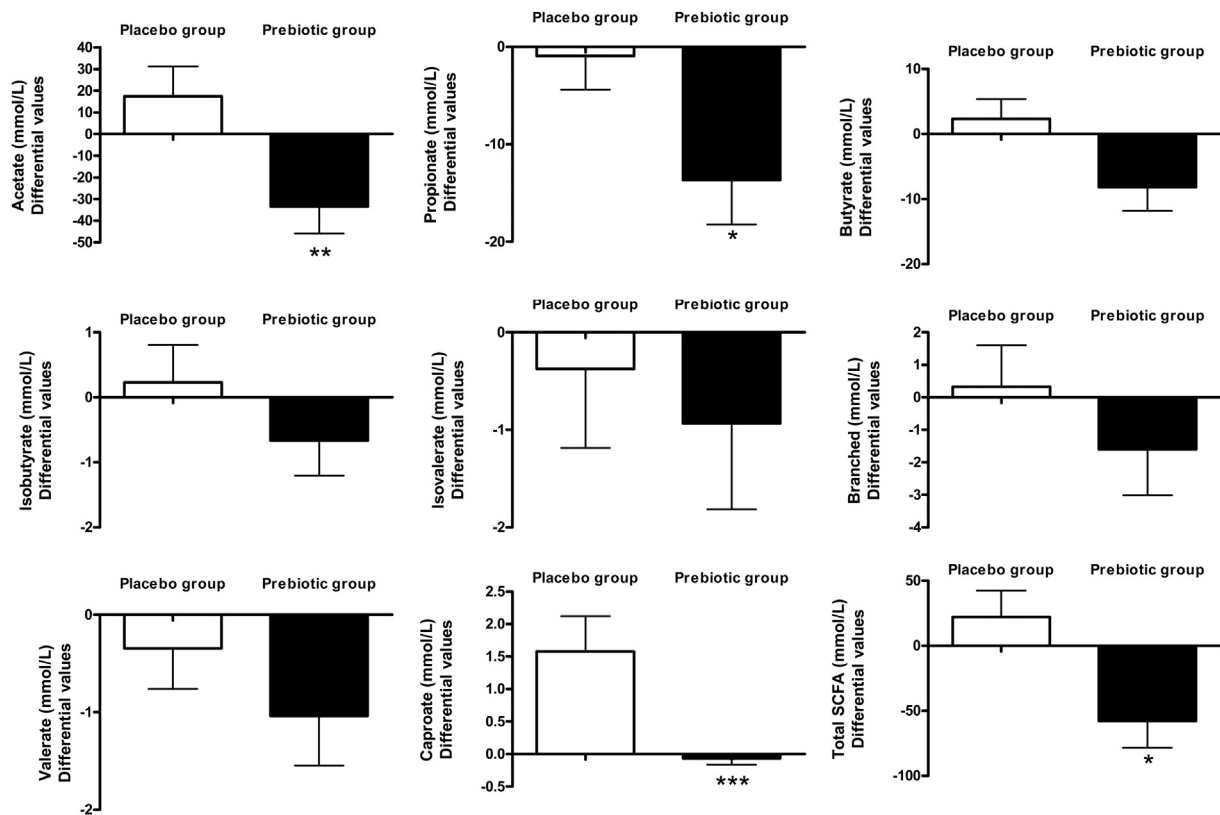 Placebo group Prebiotic group
Acetate (mmol/L)
Differential values
40
30
20
10
0
-10
-20
-30
-40
-50
**
Placebo group Prebiotic group
Propionate (mmol/L)
Differential values
0
-10
-20
*
Placebo group Prebiotic group
Butyrate (mmol/L)
Differential values
10
0
-10
-20
Placebo group Prebiotic group
Isobutyrate (mmol/L)
Differential values
1
0
-1
-2
Placebo group Prebiotic group
Isovalerate (mmol/L)
Differential values
0
-1
-2
Placebo group Prebiotic group
Branched (mmol/L)
Differential values
2
1
0
-1
-2
-3
-4
Placebo group Prebiotic group
Valerate (mmol/L)
Differential values
0
-1
-2
Placebo group Prebiotic group
Caproate (mmol/L)
Differential values
2.5
2.0
1.5
1.0
0.5
0.0
-0.5
***
Placebo group Prebiotic group
Total SCFA (mmol/L)
Differential values
50
0
-50
-100
*